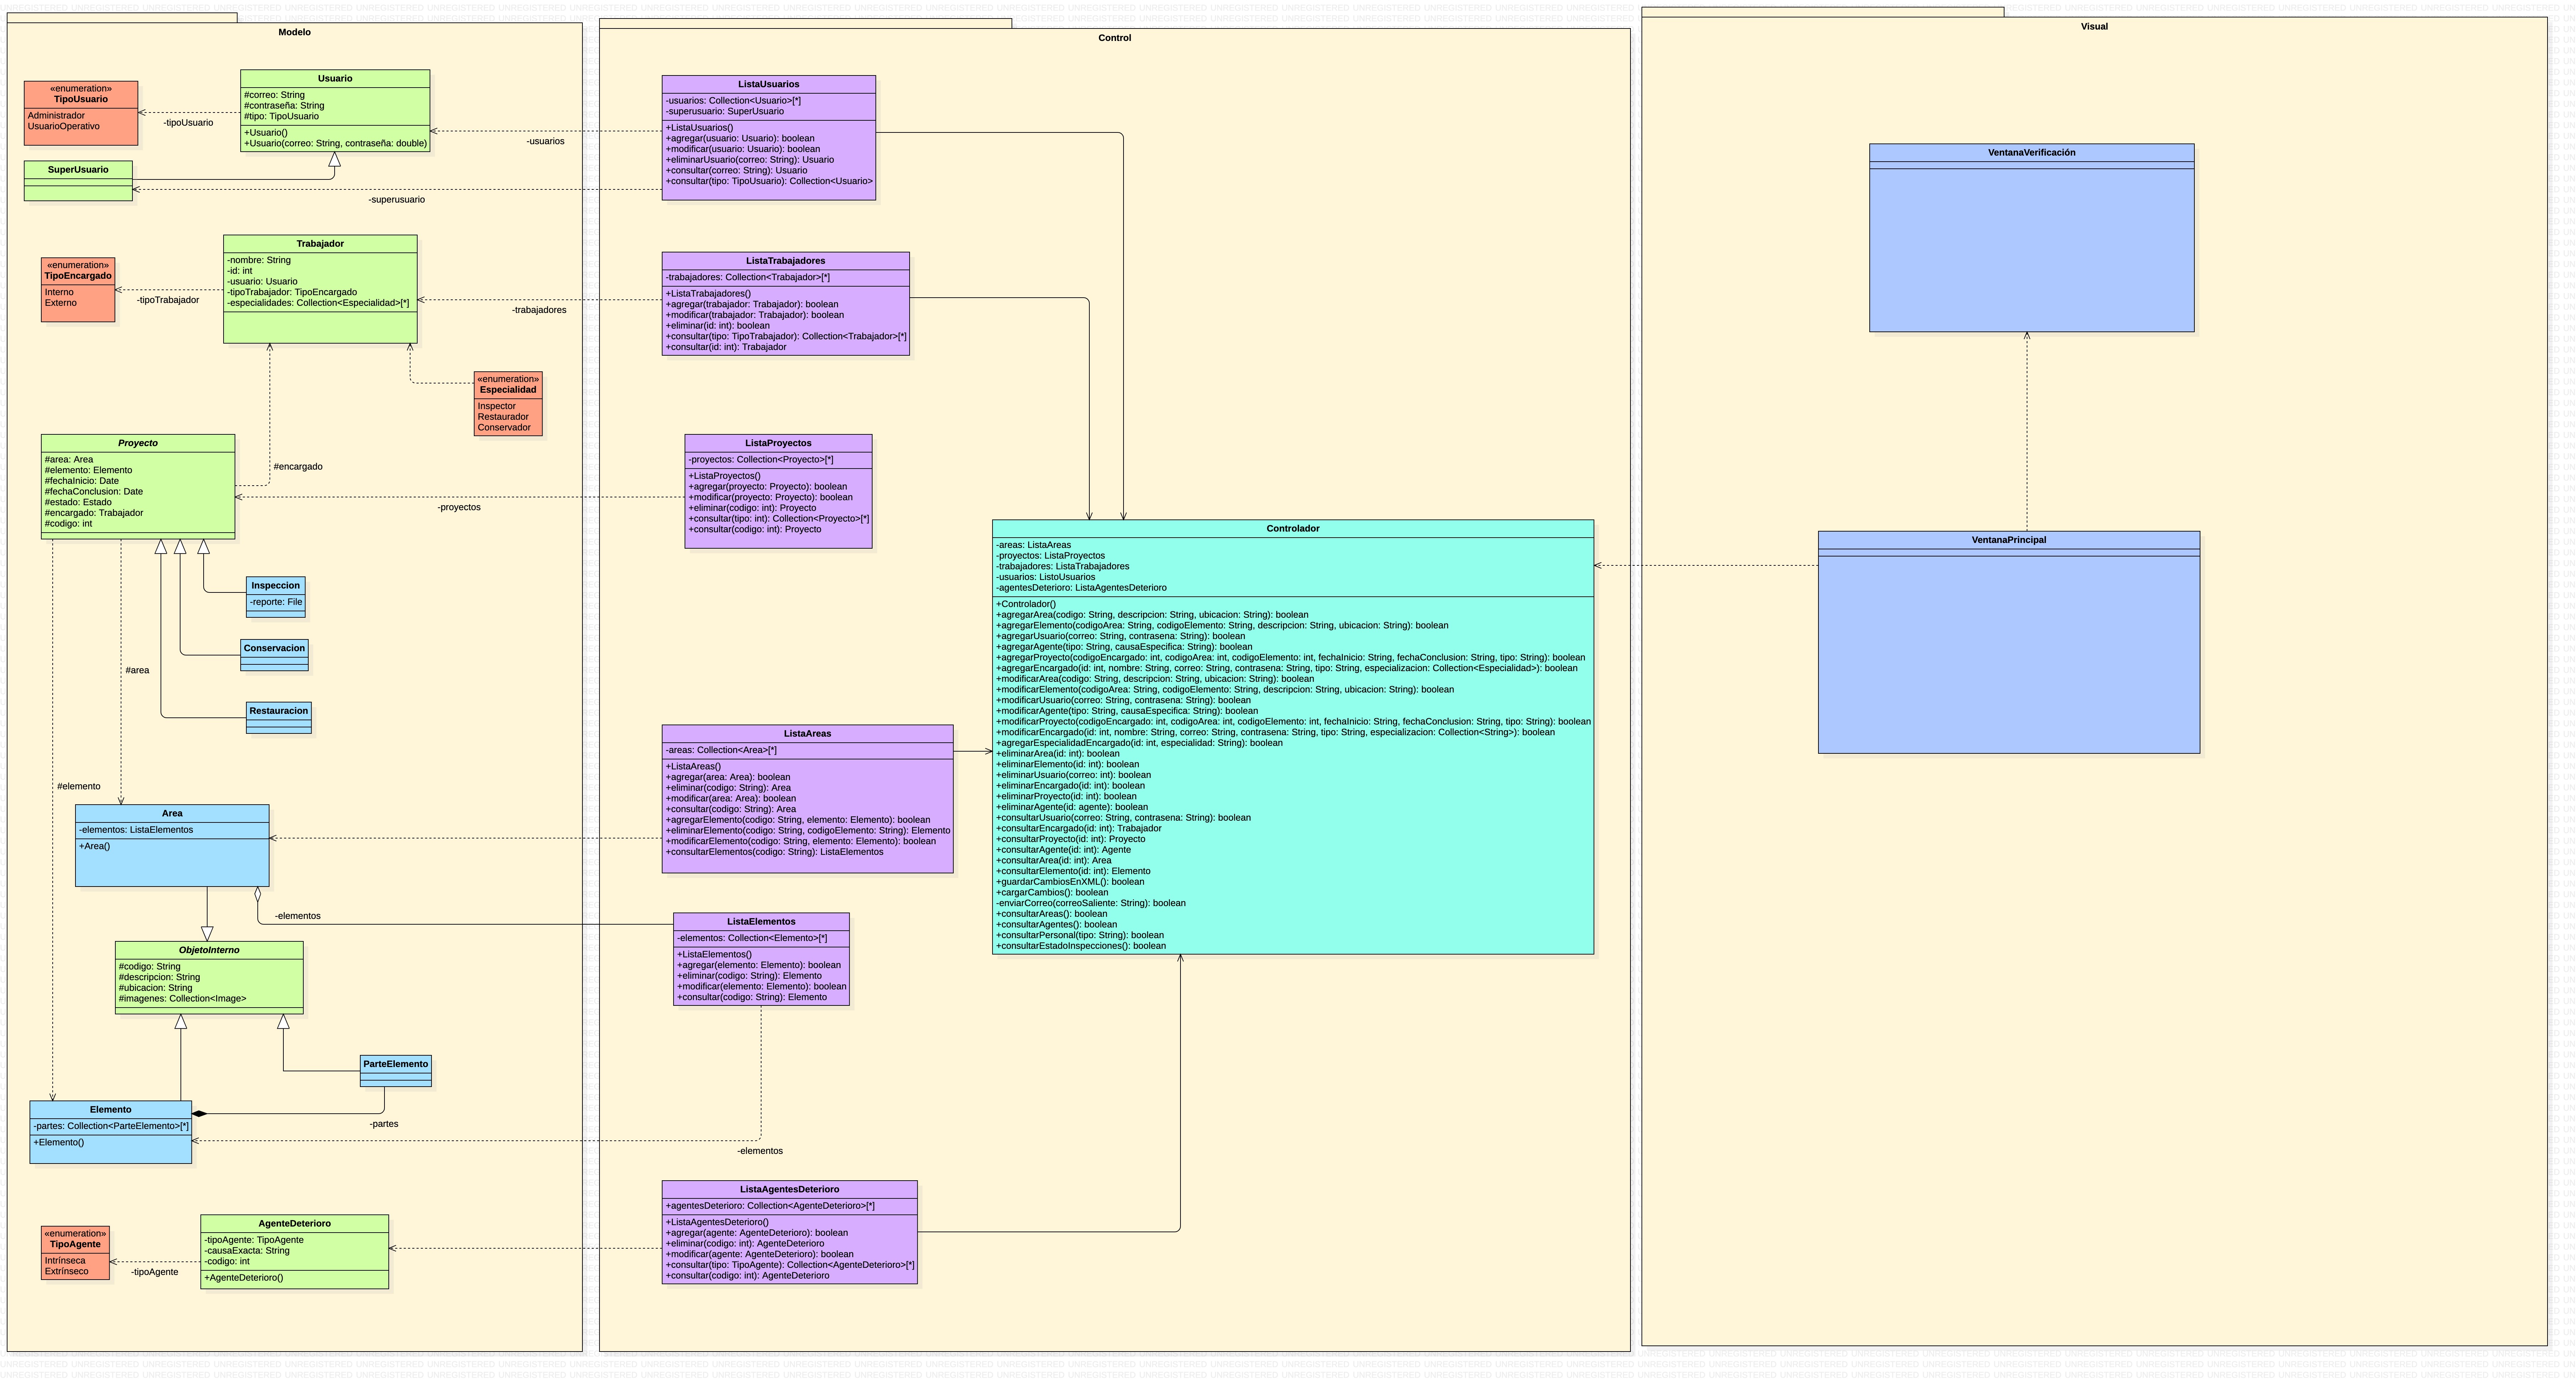 Modelo
«enumeration»
TipoUsuario
Administrador
UsuarioOperativo
-tipoUsuario
Usuario
#correo: String
#contraseña: String
#tipo: TipoUsuario
+Usuario()
+Usuario(correo: String, contraseña: double)
SuperUsuario
-usuarios
-superusuario
«enumeration»
TipoEncargado
Interno
Externo
-tipoTrabajador
Trabajador
-nombre: String
-id: int
-usuario: Usuario
-tipoTrabajador: TipoEncargado
-especialidades: Collection<Especialidad>[*]
-trabajadores
«enumeration»
Especialidad
Inspector
Restaurador
Conservador
Proyecto
#area: Area
#elemento: Elemento
#fechaInicio: Date
#fechaConclusion: Date
#estado: Estado
#encargado: Trabajador
#codigo: int
#encargado
-proyectos
Inspeccion
-reporte: File
Conservacion
#area
Restauracion
#elemento
Area
-elementos: ListaElementos
+Area()
-elementos
ObjetoInterno
#codigo: String
#descripcion: String
#ubicacion: String
#imagenes: Collection<Image>
ParteElemento
Elemento
-partes: Collection<ParteElemento>[*]
+Elemento()
-partes
«enumeration»
TipoAgente
Intrínseca
Extrínseco
-tipoAgente
AgenteDeterioro
-tipoAgente: TipoAgente
-causaExacta: String
-codigo: int
+AgenteDeterioro()
Control
ListaUsuarios
-usuarios: Collection<Usuario>[*]
-superusuario: SuperUsuario
+ListaUsuarios()
+agregar(usuario: Usuario): boolean
+modificar(usuario: Usuario): boolean
+eliminarUsuario(correo: String): Usuario
+consultar(correo: String): Usuario
+consultar(tipo: TipoUsuario): Collection<Usuario>
ListaTrabajadores
-trabajadores: Collection<Trabajador>[*]
+ListaTrabajadores()
+agregar(trabajador: Trabajador): boolean
+modificar(trabajador: Trabajador): boolean
+eliminar(id: int): boolean
+consultar(tipo: TipoTrabajador): Collection<Trabajador>[*]
+consultar(id: int): Trabajador
ListaProyectos
-proyectos: Collection<Proyecto>[*]
+ListaProyectos()
+agregar(proyecto: Proyecto): boolean
+modificar(proyecto: Proyecto): boolean
+eliminar(codigo: int): Proyecto
+consultar(tipo: int): Collection<Proyecto>[*]
+consultar(codigo: int): Proyecto
ListaAreas
-areas: Collection<Area>[*]
+ListaAreas()
+agregar(area: Area): boolean
+eliminar(codigo: String): Area
+modificar(area: Area): boolean
+consultar(codigo: String): Area
+agregarElemento(codigo: String, elemento: Elemento): boolean
+eliminarElemento(codigo: String, codigoElemento: String): Elemento
+modificarElemento(codigo: String, elemento: Elemento): boolean
+consultarElementos(codigo: String): ListaElementos
ListaElementos
-elementos: Collection<Elemento>[*]
+ListaElementos()
+agregar(elemento: Elemento): boolean
+eliminar(codigo: String): Elemento
+modificar(elemento: Elemento): boolean
+consultar(codigo: String): Elemento
-elementos
ListaAgentesDeterioro
+agentesDeterioro: Collection<AgenteDeterioro>[*]
+ListaAgentesDeterioro()
+agregar(agente: AgenteDeterioro): boolean
+eliminar(codigo: int): AgenteDeterioro
+modificar(agente: AgenteDeterioro): boolean
+consultar(tipo: TipoAgente): Collection<AgenteDeterioro>[*]
+consultar(codigo: int): AgenteDeterioro
Controlador
-areas: ListaAreas
-proyectos: ListaProyectos
-trabajadores: ListaTrabajadores
-usuarios: ListoUsuarios
-agentesDeterioro: ListaAgentesDeterioro
+Controlador()
+agregarArea(codigo: String, descripcion: String, ubicacion: String): boolean
+agregarElemento(codigoArea: String, codigoElemento: String, descripcion: String, ubicacion: String): boolean
+agregarUsuario(correo: String, contrasena: String): boolean
+agregarAgente(tipo: String, causaEspecifica: String): boolean
+agregarProyecto(codigoEncargado: int, codigoArea: int, codigoElemento: int, fechaInicio: String, fechaConclusion: String, tipo: String): boolean
+agregarEncargado(id: int, nombre: String, correo: String, contrasena: String, tipo: String, especializacion: Collection<Especialidad>): boolean
+modificarArea(codigo: String, descripcion: String, ubicacion: String): boolean
+modificarElemento(codigoArea: String, codigoElemento: String, descripcion: String, ubicacion: String): boolean
+modificarUsuario(correo: String, contrasena: String): boolean
+modificarAgente(tipo: String, causaEspecifica: String): boolean
+modificarProyecto(codigoEncargado: int, codigoArea: int, codigoElemento: int, fechaInicio: String, fechaConclusion: String, tipo: String): boolean
+modificarEncargado(id: int, nombre: String, correo: String, contrasena: String, tipo: String, especializacion: Collection<String>): boolean
+agregarEspecialidadEncargado(id: int, especialidad: String): boolean
+eliminarArea(id: int): boolean
+eliminarElemento(id: int): boolean
+eliminarUsuario(correo: int): boolean
+eliminarEncargado(id: int): boolean
+eliminarProyecto(id: int): boolean
+eliminarAgente(id: agente): boolean
+consultarUsuario(correo: String, contrasena: String): boolean
+consultarEncargado(id: int): Trabajador
+consultarProyecto(id: int): Proyecto
+consultarAgente(id: int): Agente
+consultarArea(id: int): Area
+consultarElemento(id: int): Elemento
+guardarCambiosEnXML(): boolean
+cargarCambios(): boolean
-enviarCorreo(correoSaliente: String): boolean
+consultarAreas(): boolean
+consultarAgentes(): boolean
+consultarPersonal(tipo: String): boolean
+consultarEstadoInspecciones(): boolean
Visual
VentanaVerificación
VentanaPrincipal